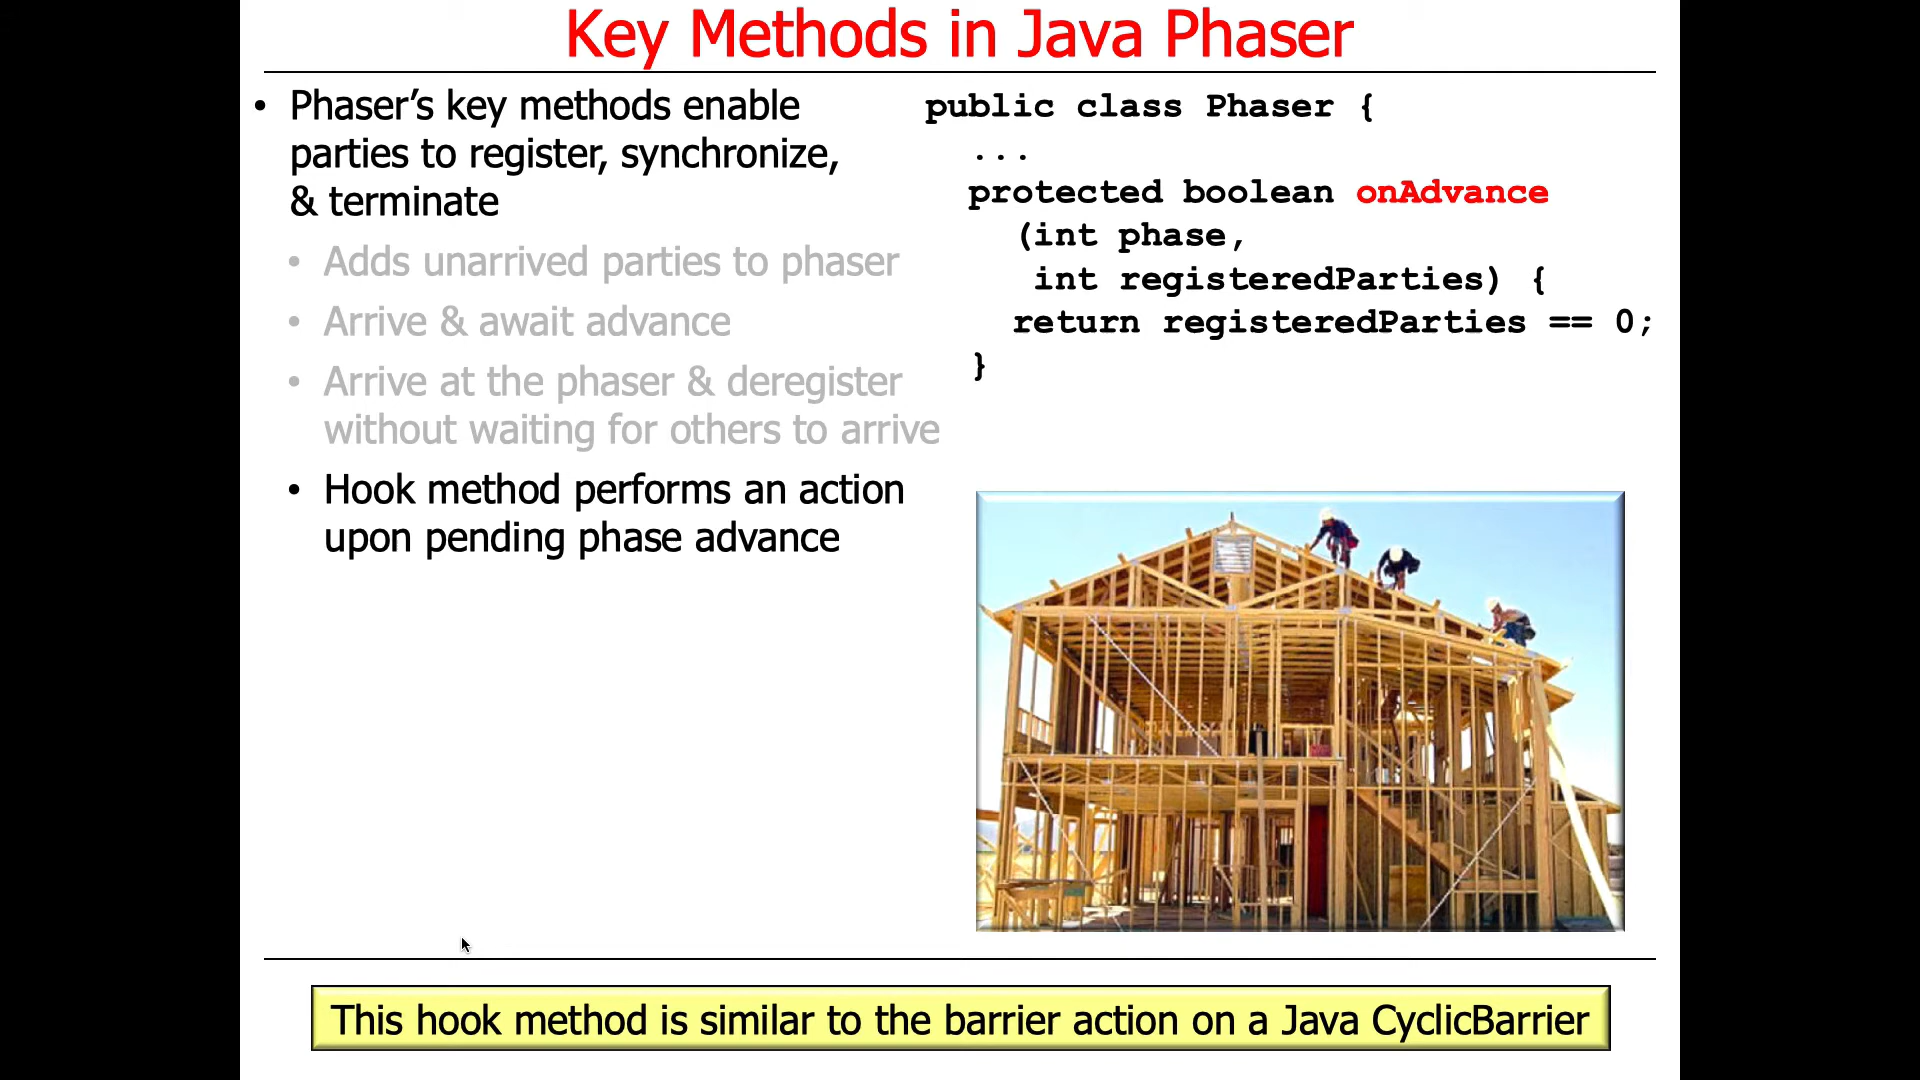 Key Methods in Java Phaser
• Phaser’s key methods enable
parties to register, synchronize,
& terminate
• Adds unarrived parties to phaser
• Arrive & await advance
• Arrive at the phaser & deregister
without waiting for others to arrive
• Hook method performs an action
upon pending phase advance
public class Phaser {
...
protected boolean onAdvance
(int phase,
int registeredParties) {
return registeredParties == 0;
}
This hook method is similar to the barrier action on a Java CyclicBarrier